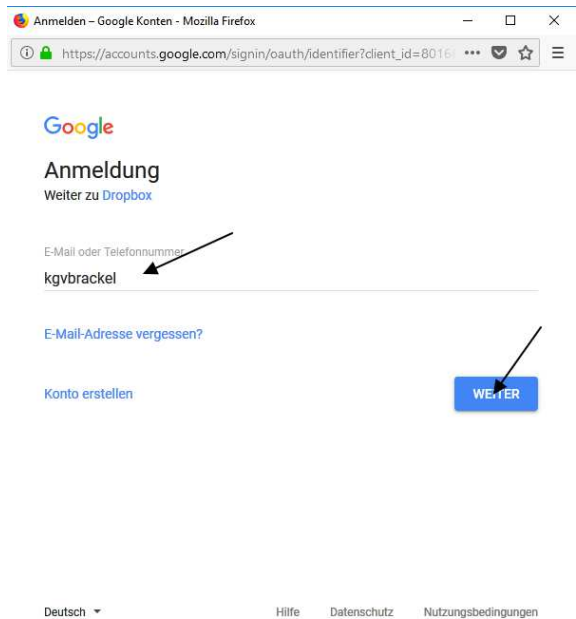 Anmelden – Google Konten - Mozilla Firefox
https://accounts.google.com/signin/oauth/identifier?client_id=8016
Google
Anmeldung
Weiter zu Dropbox
E-Mail oder Telefonnummer
kgvbrackel
E-Mail-Adresse vergessen?
Konto erstellen
WEITER
Deutsch
Hilfe
Datenschutz
Nutzungsbedingungen